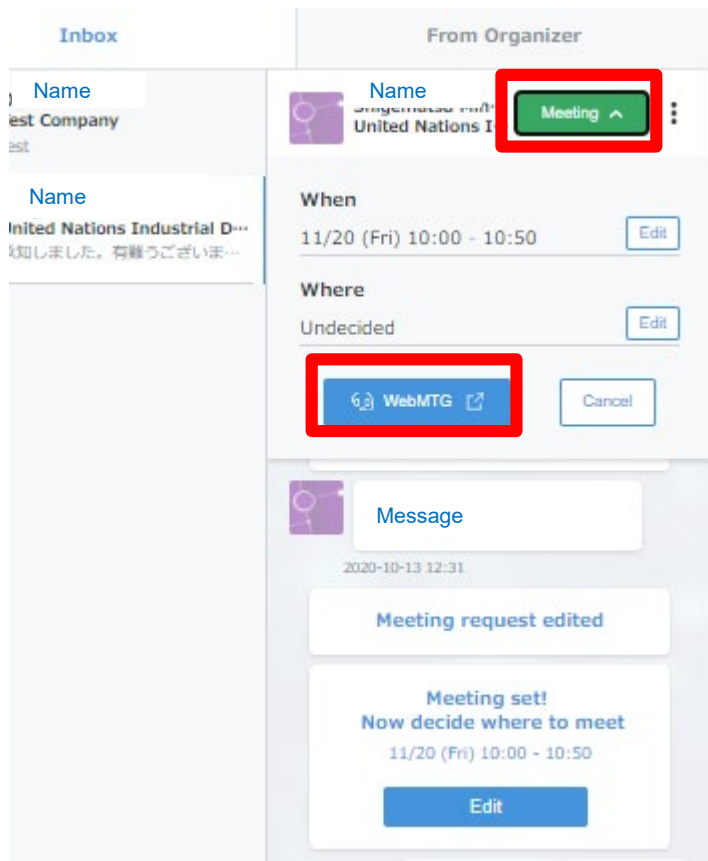 Inbox
From Organizer
Name
est Company
est
Name
nited Nations Industrial D…
知しました。有難うございま…
Name
United Nations I
Meeting
When
11/20 (Fri) 10:00 - 10:50
Edit
Where
Undecided
Edit
WebMTG
Cancel
Message
2020-10-13 12:31
Meeting request edited
Meeting set!
Now decide where to meet
11/20 (Fri) 10:00 - 10:50
Edit